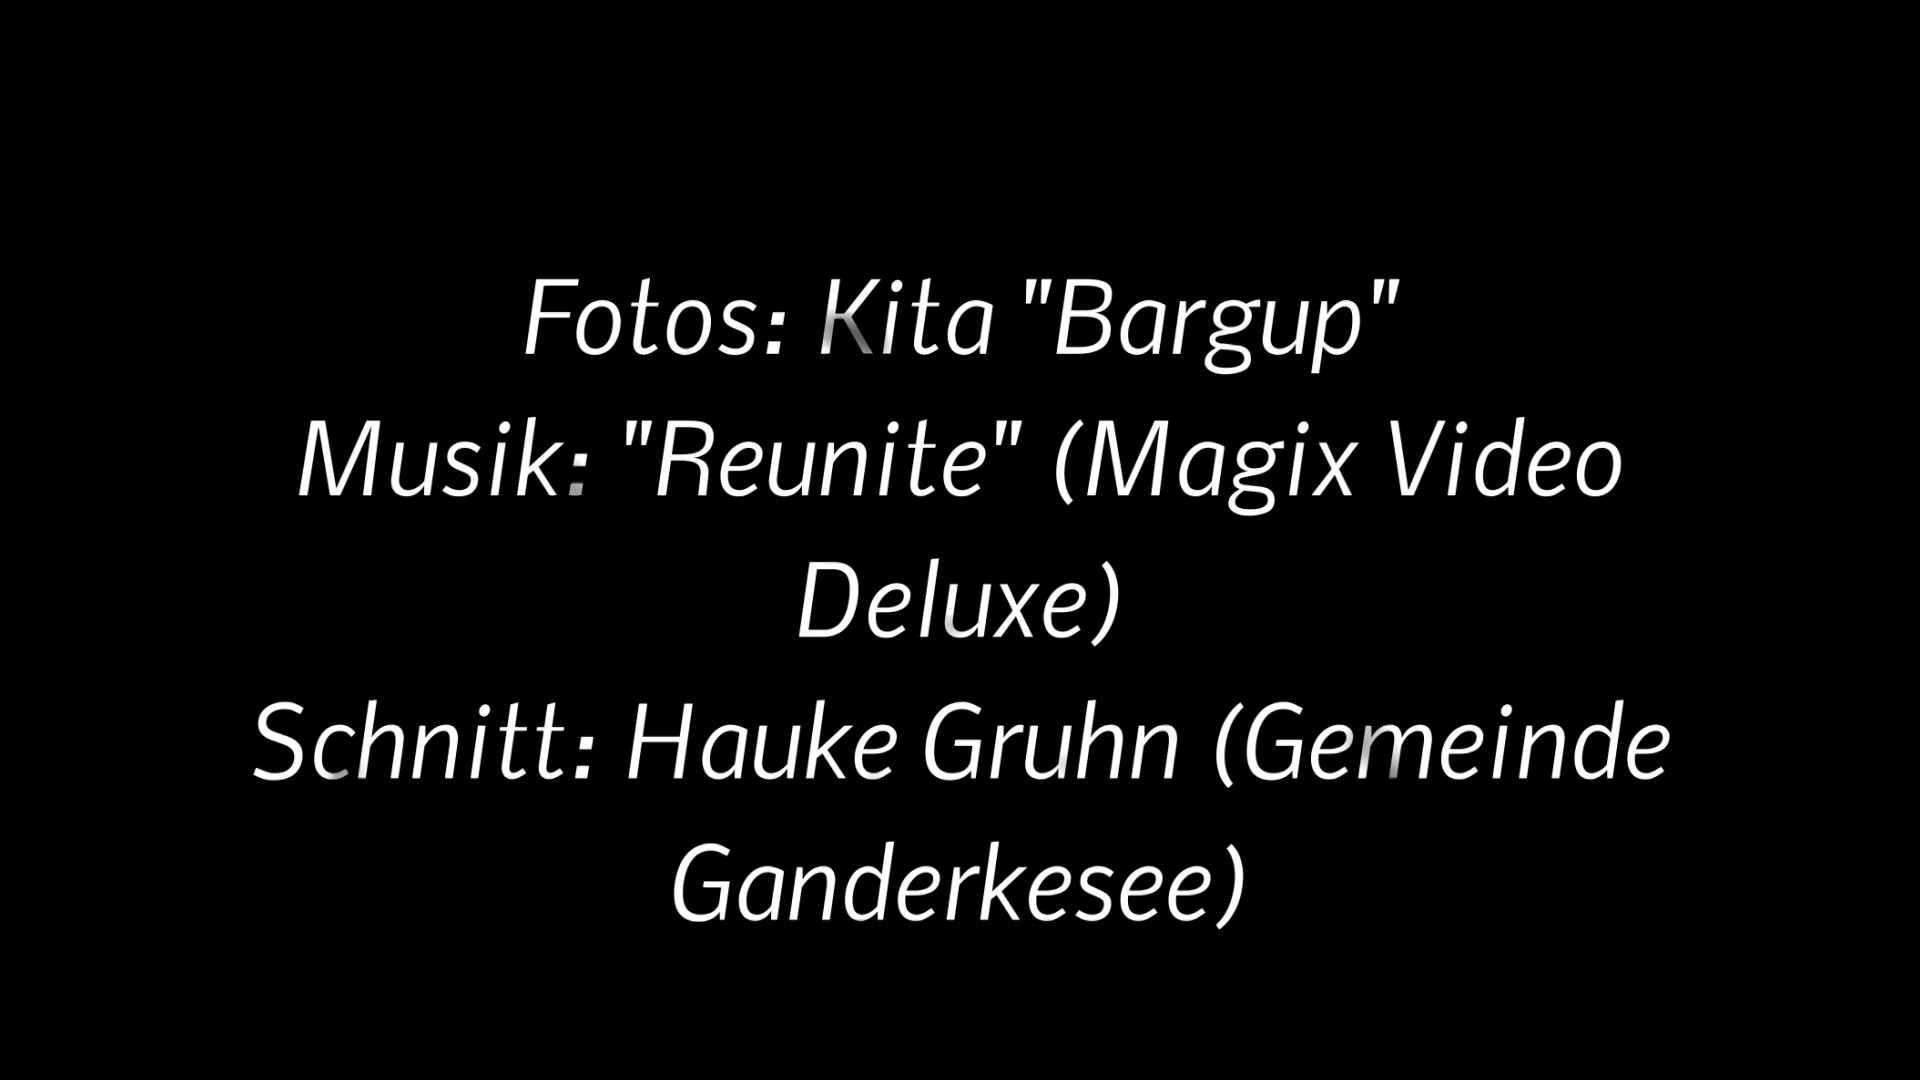 Fotos: Kita "Bargup"
Musik: "Reunite" (Magix Video
Deluxe)
Schnitt: Hauke Gruhn (Gemeinde
Ganderkesee)